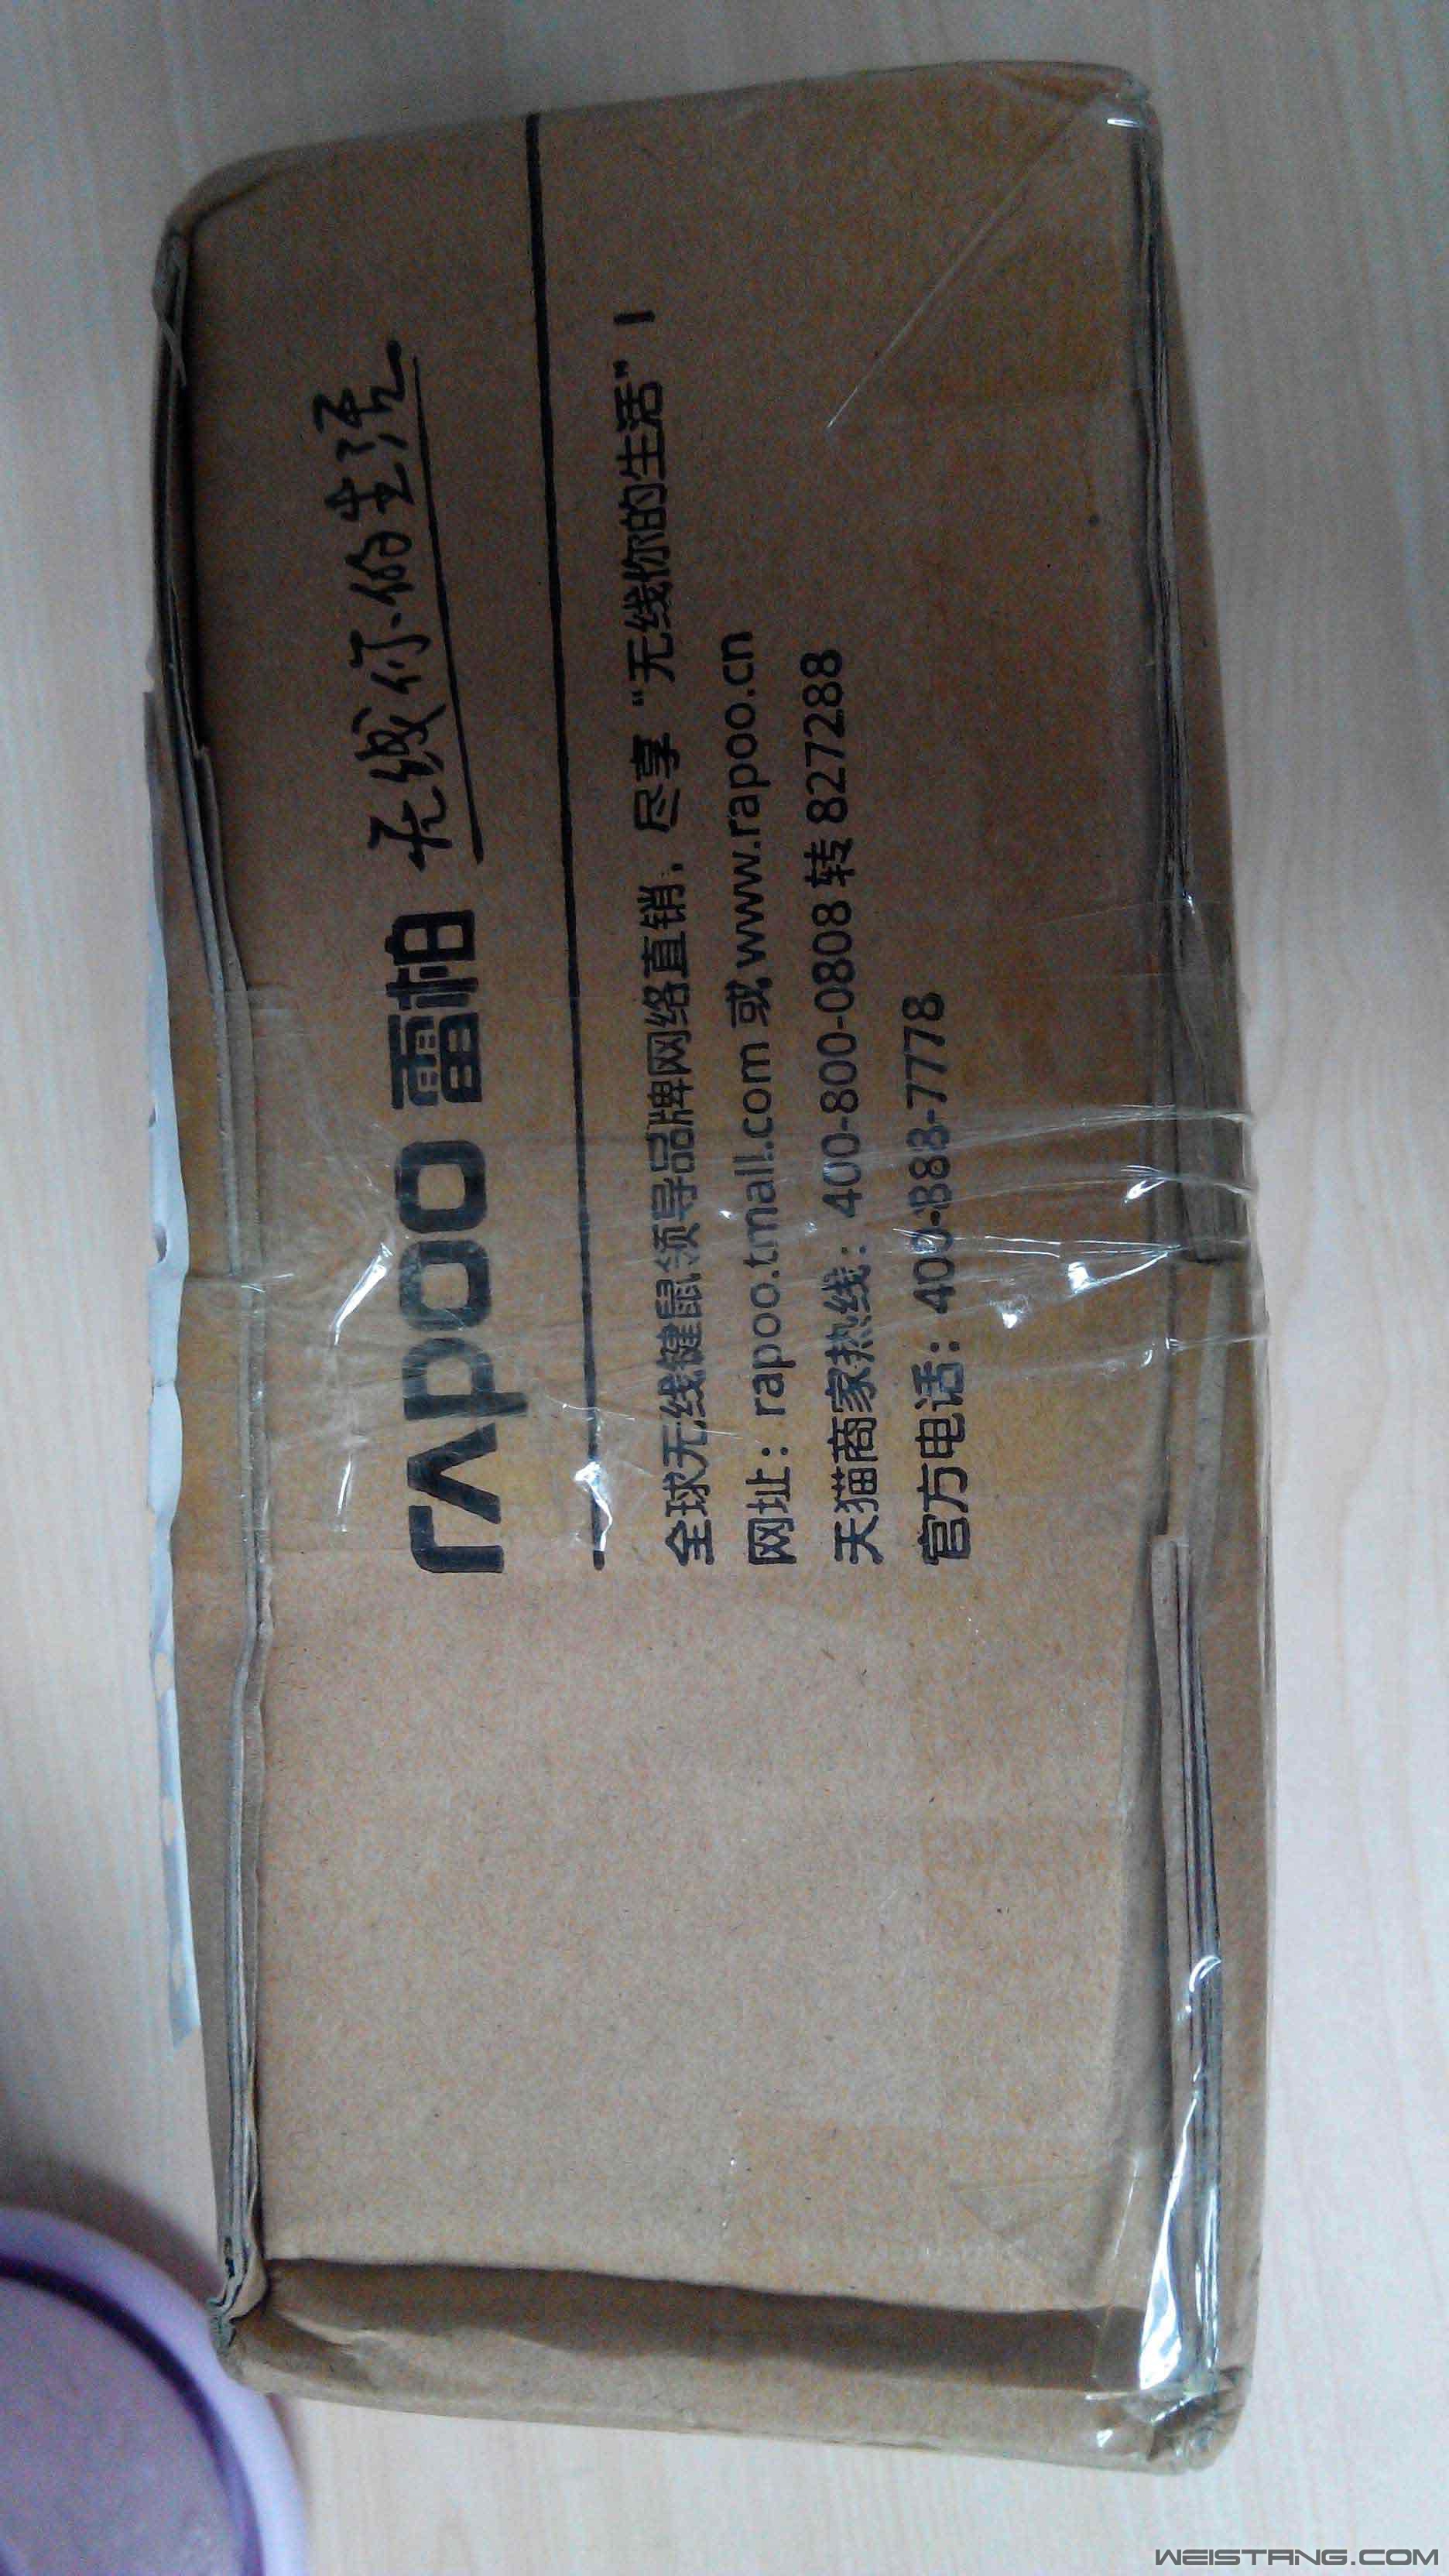 rapoo 雷柏 无线你的生活
全球无线键鼠领导品牌网络直销，尽享“无线你的生活”！
网址：rapoo.tmall.com 或 www.rapoo.cn
天猫商家热线：400-800-0808 转 827288
官方电话：400-888-7778
WEISTANG.COM